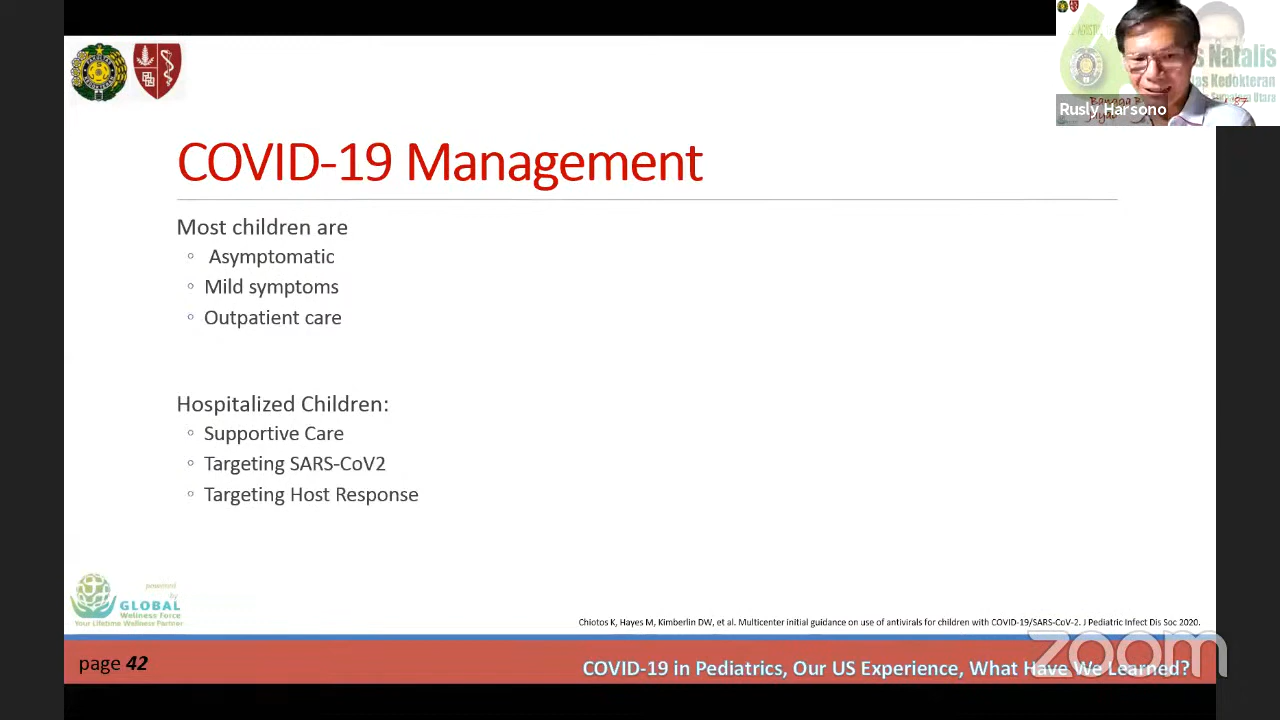 s Natalis
as Kedokteran
Sumatera Utara
Rusly Harsono
COVID-19 Management
Most children are
Asymptomatic
Mild symptoms
Outpatient care
Hospitalized Children:
Supportive Care
Targeting SARS-CoV2
Targeting Host Response
presented
by
GLOBAL
Wellness Force
Your Lifetime Wellness Partner
Chiotos K, Hayes M, Kimberlin DW, et al. Multicenter initial guidance on use of antivirals for children with COVID-19/SARS-CoV-2. J Pediatric Infect Dis Soc 2020.
page 42
COVID-19 in Pediatrics, Our US Experience, What Have We Learned?
zoom